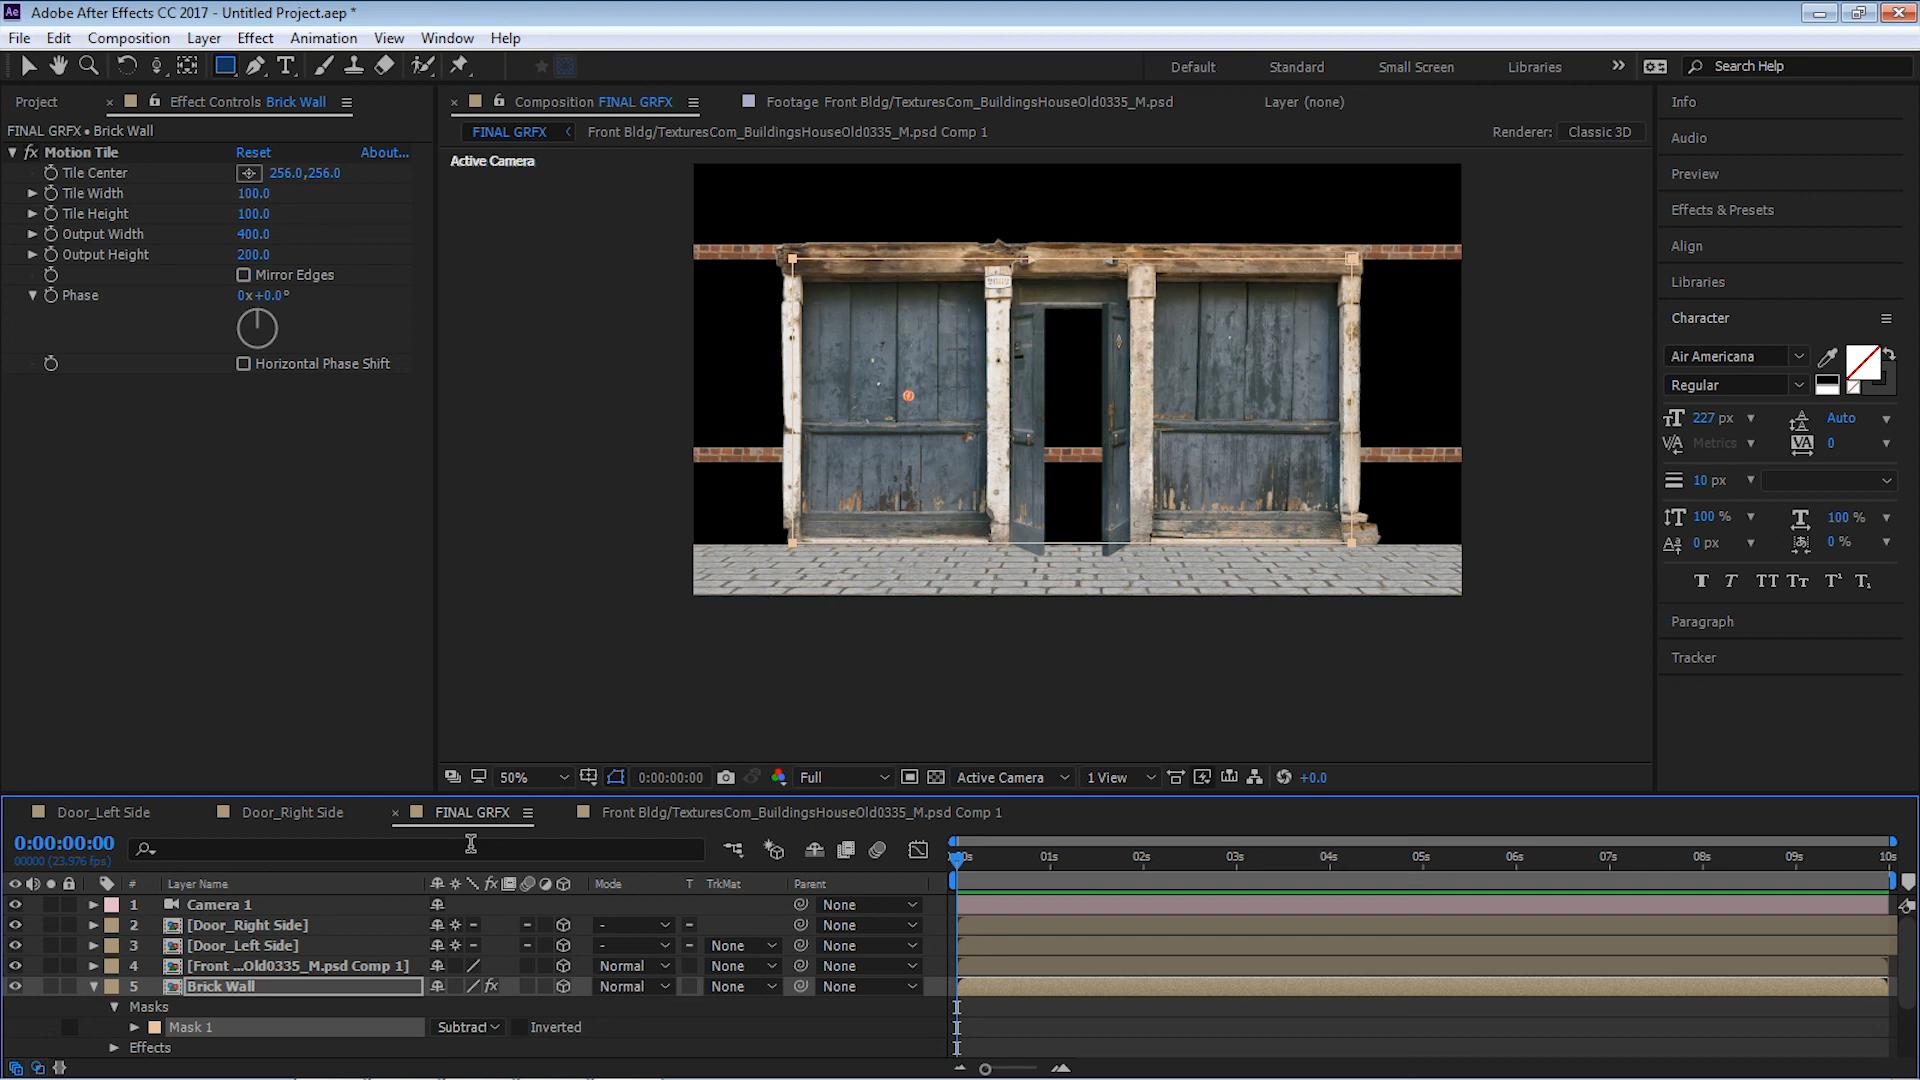 Adobe After Effects CC 2017 - Untitled Project.aep *
File Edit Composition Layer Effect Animation View Window Help
Default Standard Small Screen Libraries Search Help
Project Effect Controls Brick Wall
FINAL GRFX • Brick Wall
fx Motion Tile Reset About...
Tile Center 256.0,256.0
Tile Width 100.0
Tile Height 100.0
Output Width 400.0
Output Height 200.0
Mirror Edges
Phase 0x+0.0°
Horizontal Phase Shift
Composition FINAL GRFX Footage Front Bldg/TexturesCom_BuildingsHouseOld0335_M.psd Layer (none)
FINAL GRFX Front Bldg/TexturesCom_BuildingsHouseOld0335_M.psd Comp 1 Renderer: Classic 3D
Active Camera
50% 0:00:00:00 Full Active Camera 1 View +0.0
Info
Audio
Preview
Effects & Presets
Align
Libraries
Character
Air Americana
Regular
227 px Auto
Metrics 0
10 px
100 % 100 %
0 px 0 %
Paragraph
Tracker
Door_Left Side Door_Right Side FINAL GRFX Front Bldg/TexturesCom_BuildingsHouseOld0335_M.psd Comp 1
0:00:00:00
00000 (23.976 fps)
01s 02s 03s 04s 05s 06s 07s 08s 09s 10s
# Layer Name Mode T TrkMat Parent
1 Camera 1 None
2 [Door_Right Side] - None
3 [Door_Left Side] - None None
4 [Front ...Old0335_M.psd Comp 1] Normal None None
5 Brick Wall fx Normal None None
Masks
Mask 1 Subtract Inverted
Effects